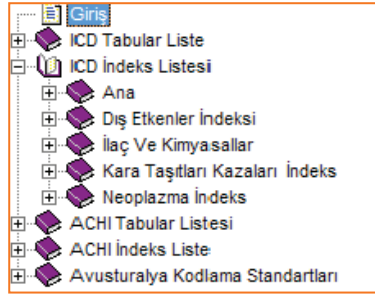 Giriş
ICD Tabular Liste
ICD İndeks Listesi
Ana
Dış Etkenler İndeksi
İlaç Ve Kimyasallar
Kara Taşıtları Kazaları İndeks
Neoplazma İndeks
ACHI Tabular Listesi
ACHI İndeks Liste
Avusturalya Kodlama Standartları